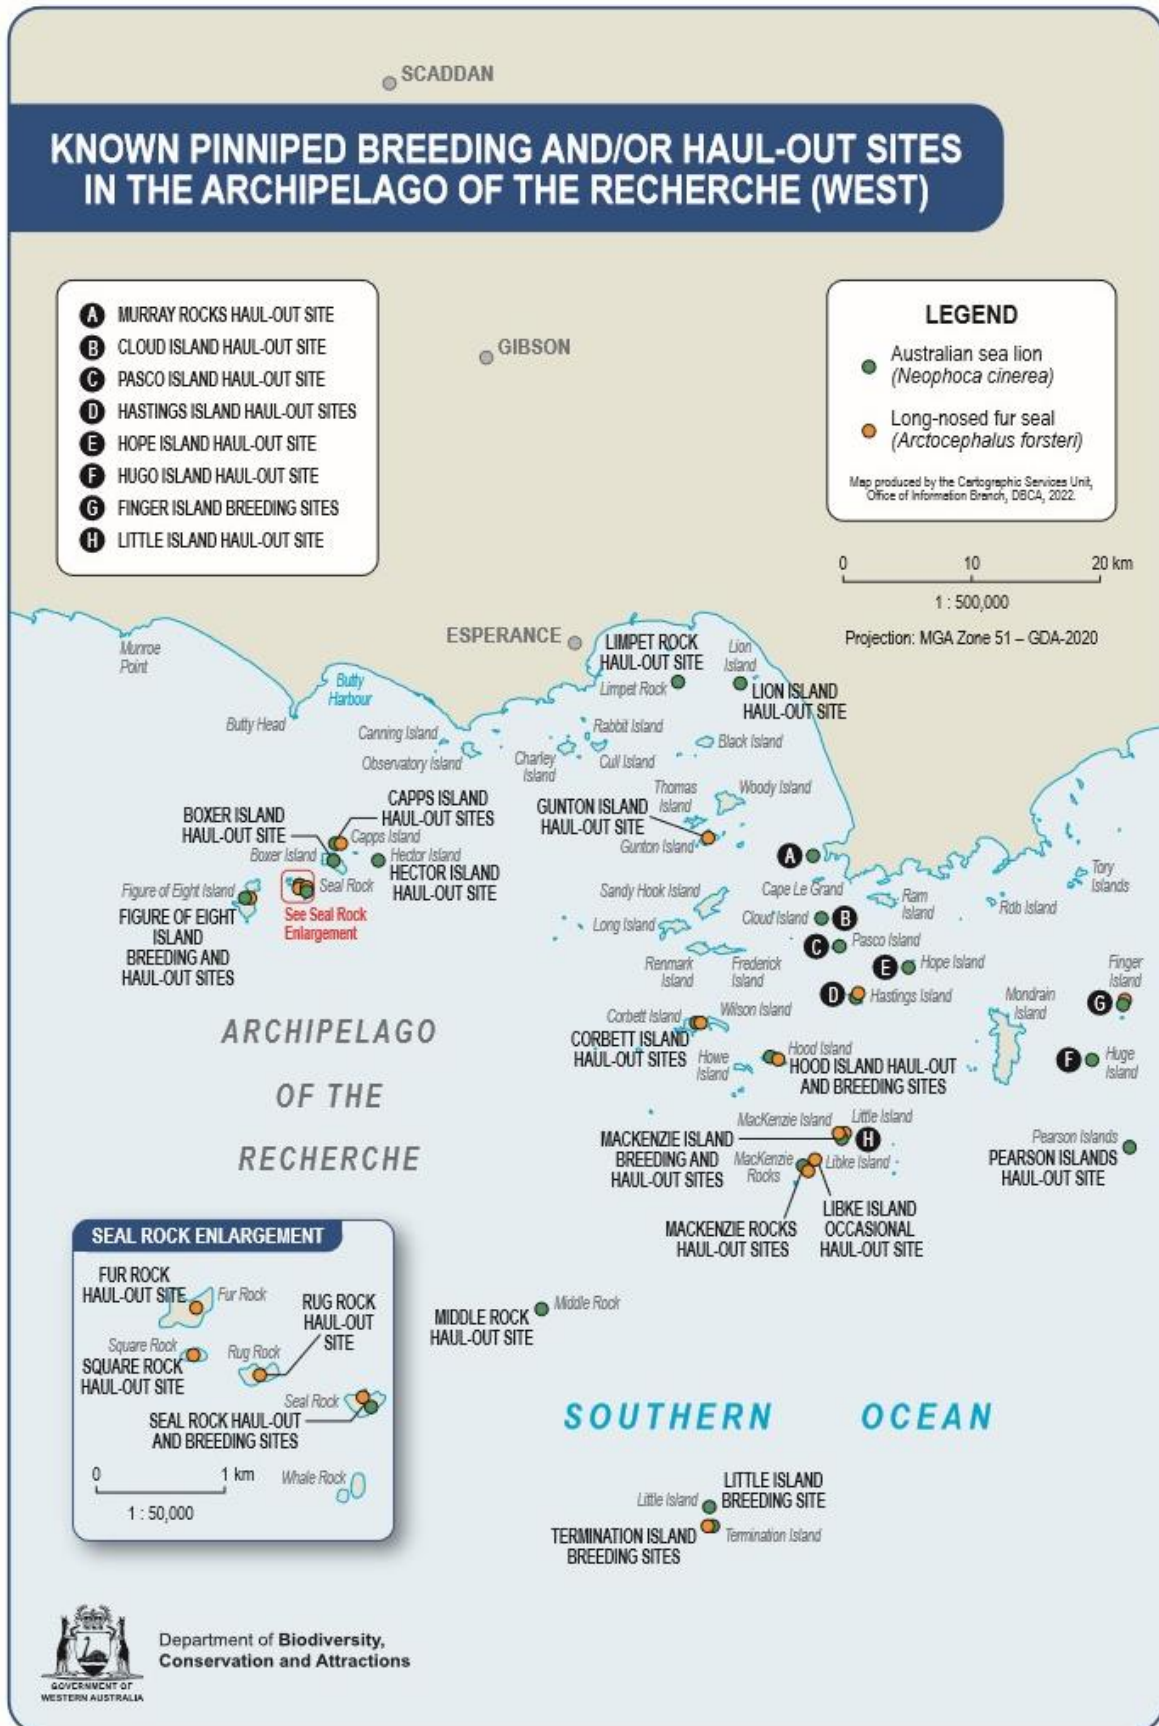 SCADDAN
KNOWN PINNIPED BREEDING AND/OR HAUL-OUT SITES
IN THE ARCHIPELAGO OF THE RECHERCHE (WEST)
A MURRAY ROCKS HAUL-OUT SITE
B CLOUD ISLAND HAUL-OUT SITE
C PASCO ISLAND HAUL-OUT SITE
D HASTINGS ISLAND HAUL-OUT SITES
E HOPE ISLAND HAUL-OUT SITE
F HUGO ISLAND HAUL-OUT SITE
G FINGER ISLAND BREEDING SITES
H LITTLE ISLAND HAUL-OUT SITE
GIBSON
LEGEND
Australian sea lion
(Neophoca cinerea)
Long-nosed fur seal
(Arctocephalus forsteri)
Map produced by the Cartographic Services Unit,
Office of Information Branch, DBCA, 2022.
0 10 20 km
1 : 500,000
Projection: MGA Zone 51 – GDA-2020
ESPERANCE
Munroe
Point
Butty
Harbour
Butty Head
LIMPET ROCK
HAUL-OUT SITE
Limpet Rock
Lion
Island
LION ISLAND
HAUL-OUT SITE
Canning Island
Observatory Island
Charley
Island
Rabbit Island
Cull Island
Black Island
Thomas
Island
Woody Island
BOXER ISLAND
HAUL-OUT SITE
CAPPS ISLAND
HAUL-OUT SITES
Capps Island
Boxer Island
Hector Island
HECTOR ISLAND
HAUL-OUT SITE
GUNTON ISLAND
HAUL-OUT SITE
Gunton Island
A
Cape Le Grand
Figure of Eight Island
FIGURE OF EIGHT
ISLAND
BREEDING AND
HAUL-OUT SITES
Seal Rock
See Seal Rock
Enlargement
Sandy Hook Island
Long Island
Cloud Island
B
Ram
Island
Rob Island
Tory
Islands
C
Pasco Island
Renmark
Island
Frederick
Island
E
Hope Island
D
Hastings Island
Mondrain
Island
Finger
Island
G
ARCHIPELAGO
OF THE
RECHERCHE
Corbett Island
CORBETT ISLAND
HAUL-OUT SITES
Wilson Island
Howe
Island
Hood Island
HOOD ISLAND HAUL-OUT
AND BREEDING SITES
F
Huge
Island
MacKenzie Island
Little Island
H
MACKENZIE ISLAND
BREEDING AND
HAUL-OUT SITES
MacKenzie
Rocks
Libke Island
Pearson Islands
PEARSON ISLANDS
HAUL-OUT SITE
MACKENZIE ROCKS
HAUL-OUT SITES
LIBKE ISLAND
OCCASIONAL
HAUL-OUT SITE
SEAL ROCK ENLARGEMENT
FUR ROCK
HAUL-OUT SITE
Fur Rock
RUG ROCK
HAUL-OUT
SITE
Square Rock
SQUARE ROCK
HAUL-OUT SITE
Rug Rock
Seal Rock
SEAL ROCK HAUL-OUT
AND BREEDING SITES
0 1 km
1 : 50,000
Whale Rock
MIDDLE ROCK
HAUL-OUT SITE
Middle Rock
SOUTHERN OCEAN
Little Island
LITTLE ISLAND
BREEDING SITE
TERMINATION ISLAND
BREEDING SITES
Termination Island
GOVERNMENT OF
WESTERN AUSTRALIA
Department of Biodiversity,
Conservation and Attractions